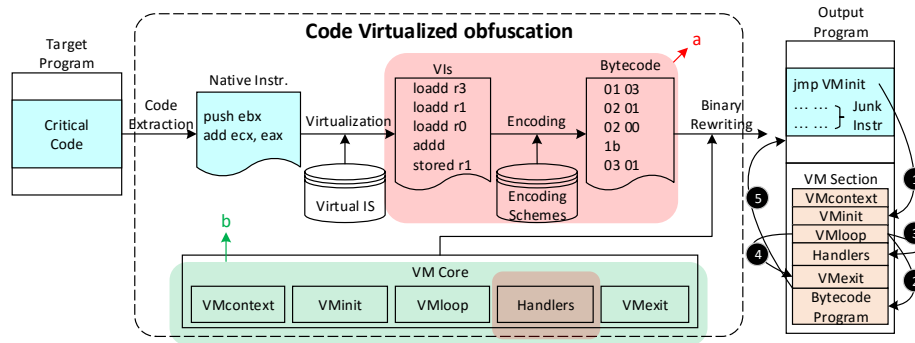 Code Virtualized obfuscation
Target
Program
Critical
Code
Code
Extraction
Native Instr.
push ebx
add ecx, eax
Virtualization
Virtual IS
VIs
loadd r3
loadd r1
loadd r0
addd
stored r1
Encoding
Encoding
Schemes
Bytecode
01 03
02 01
02 00
1b
03 01
a
Binary
Rewriting
b
VM Core
VMcontext
VMinit
VMloop
Handlers
VMexit
Output
Program
jmp VMinit
... ...
... ...
Junk
Instr
VM Section
VMcontext
VMinit
VMloop
Handlers
VMexit
Bytecode
Program
5
4